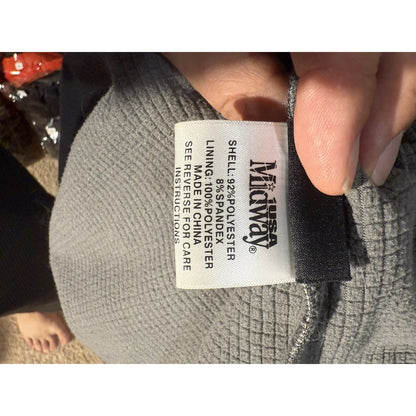 ★USA
Midway®
SHELL: 92% POLYESTER
8% SPANDEX
LINING: 100% POLYESTER
MADE IN CHINA
SEE REVERSE FOR CARE
INSTRUCTIONS